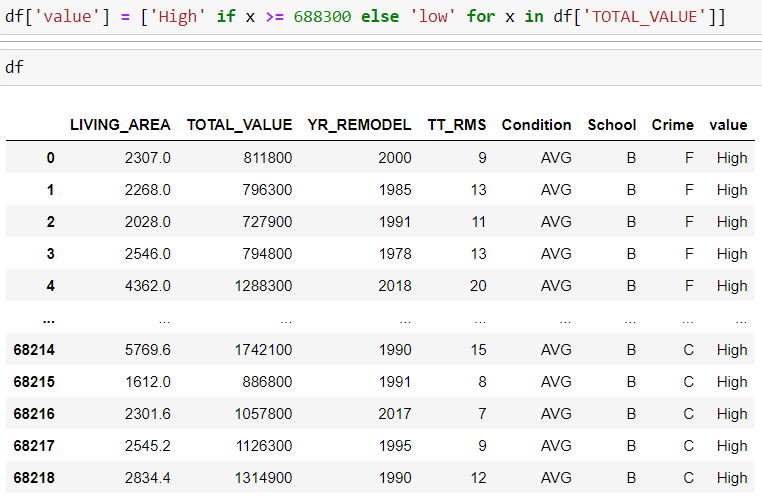 df['value'] = ['High' if x >= 688300 else 'low' for x in df['TOTAL_VALUE']]
df
LIVING_AREA TOTAL_VALUE YR_REMODEL TT_RMS Condition School Crime value
0 2307.0 811800 2000 9 AVG B F High
1 2268.0 796300 1985 13 AVG B F High
2 2028.0 727900 1991 11 AVG B F High
3 2546.0 794800 1978 13 AVG B F High
4 4362.0 1288300 2018 20 AVG B F High
... ... ... ... ... ... ... ... ...
68214 5769.6 1742100 1990 15 AVG B C High
68215 1612.0 886800 1991 8 AVG B C High
68216 2301.6 1057800 2017 7 AVG B C High
68217 2545.2 1126300 1995 9 AVG B C High
68218 2834.4 1314900 1990 12 AVG B C High